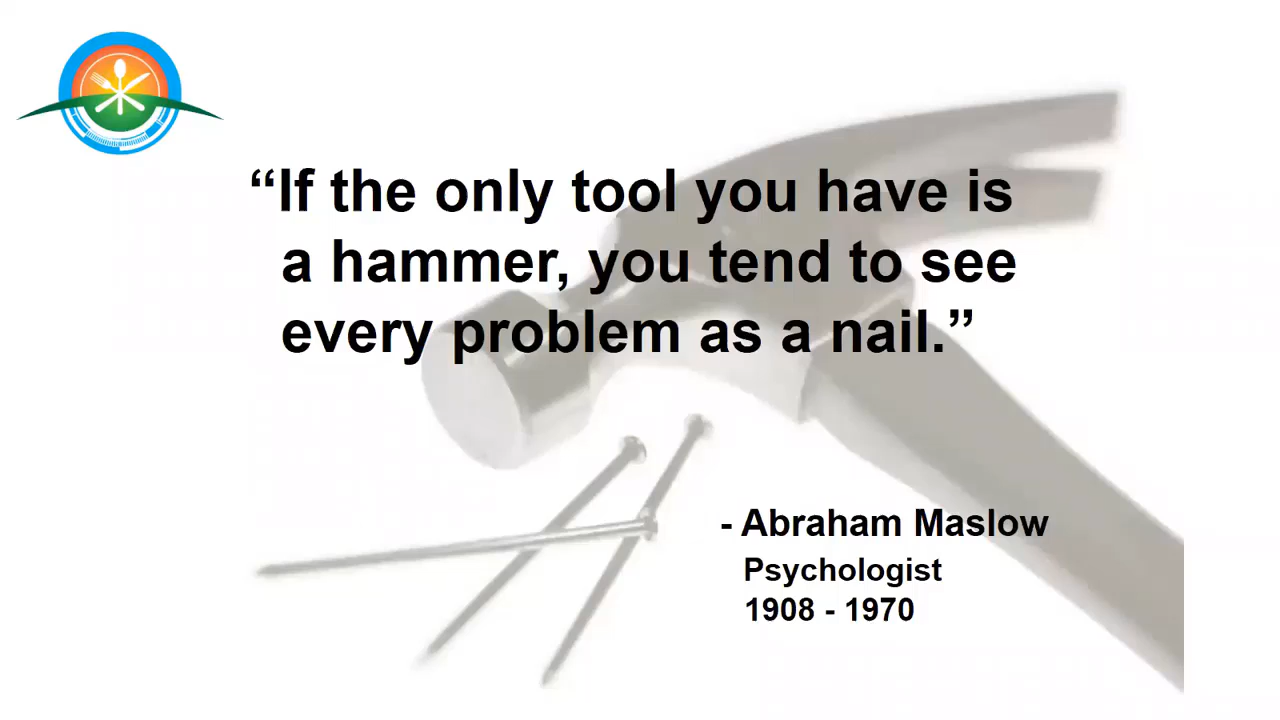 “If the only tool you have is
a hammer, you tend to see
every problem as a nail.”
- Abraham Maslow
Psychologist
1908 - 1970